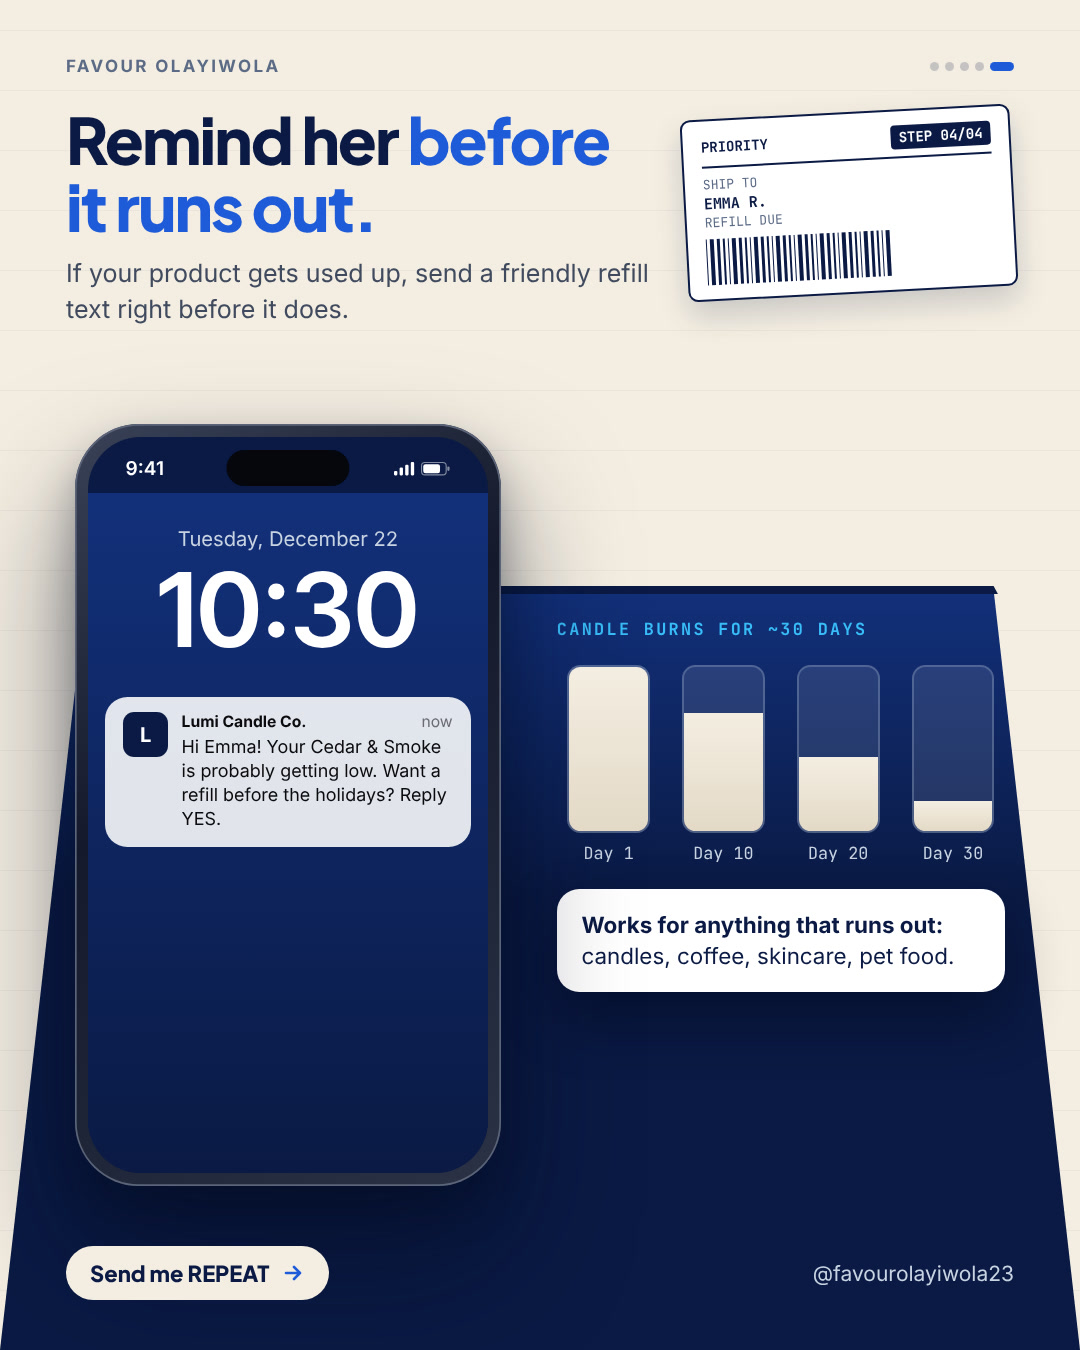 FAVOUR OLAYIWOLA
Remind her before
it runs out.
If your product gets used up, send a friendly refill
text right before it does.
PRIORITY
STEP 04/04
SHIP TO
EMMA R.
REFILL DUE
9:41
Tuesday, December 22
10:30
L
Lumi Candle Co.
now
Hi Emma! Your Cedar & Smoke
is probably getting low. Want a
refill before the holidays? Reply
YES.
CANDLE BURNS FOR ~30 DAYS
Day 1
Day 10
Day 20
Day 30
Works for anything that runs out:
candles, coffee, skincare, pet food.
Send me REPEAT →
@favourolayiwola23